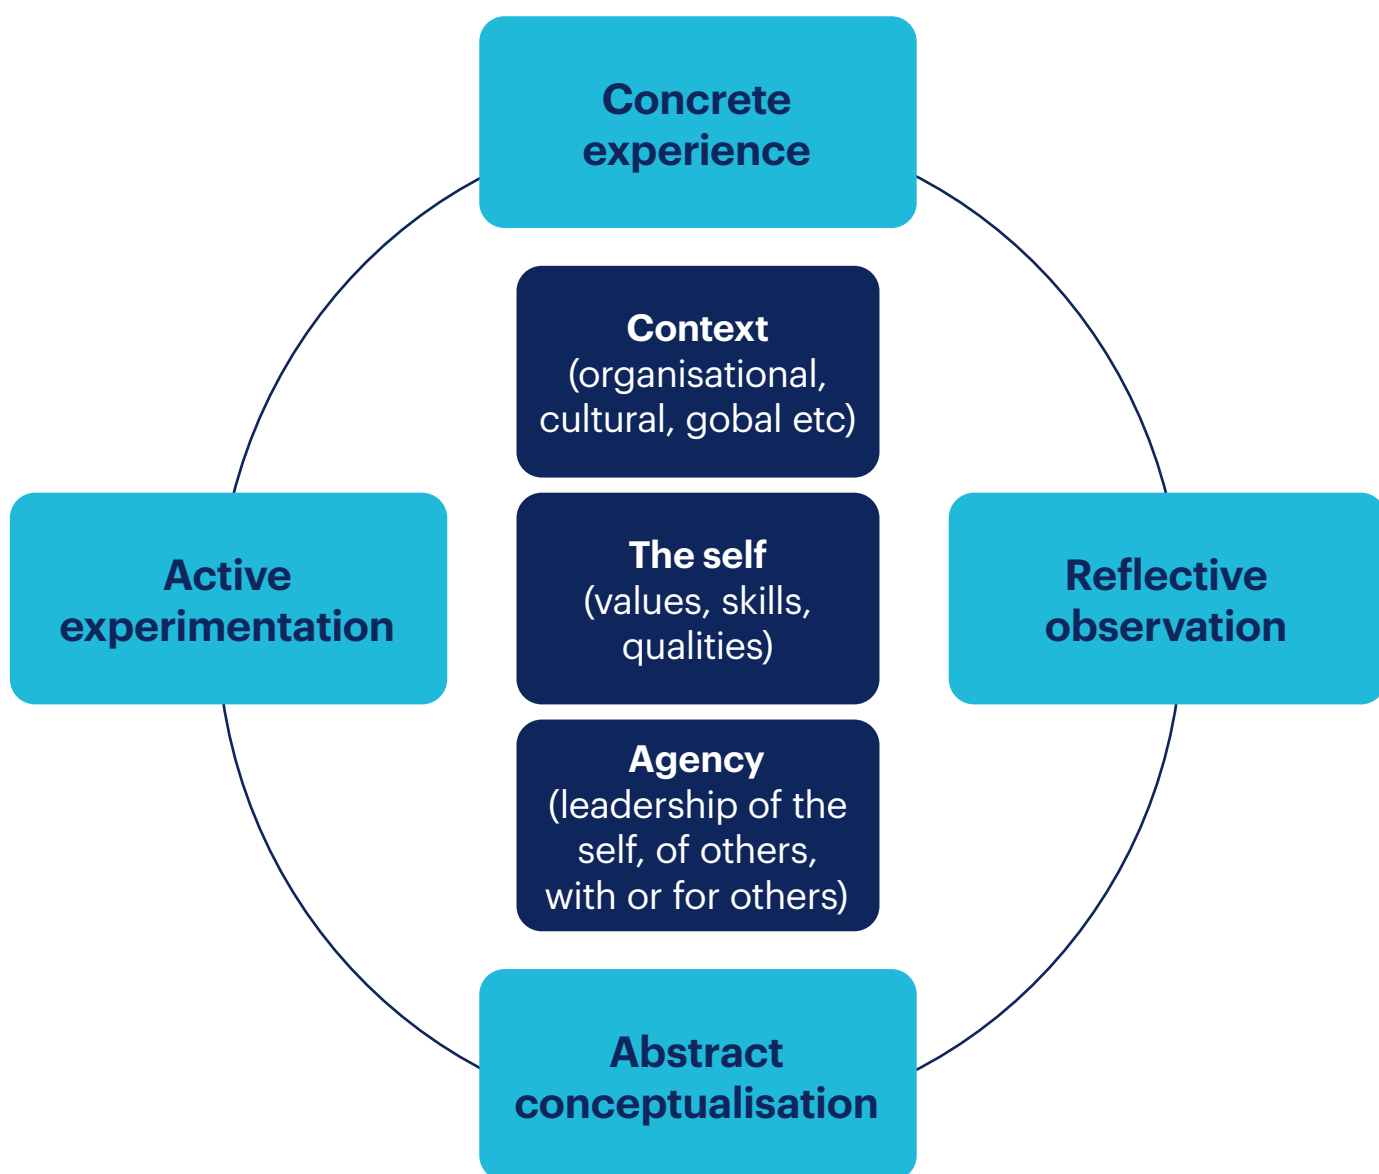 Concrete
experience
Context
(organisational,
cultural, gobal etc)
Active
experimentation
The self
(values, skills,
qualities)
Reflective
observation
Agency
(leadership of the
self, of others,
with or for others)
Abstract
conceptualisation